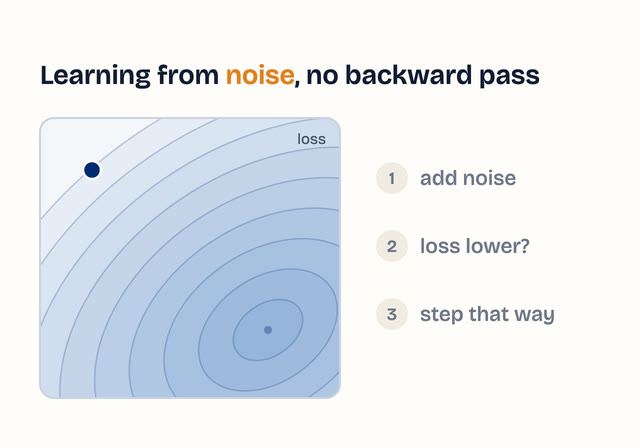 Learning from noise, no backward pass
loss
1 add noise
2 loss lower?
3 step that way